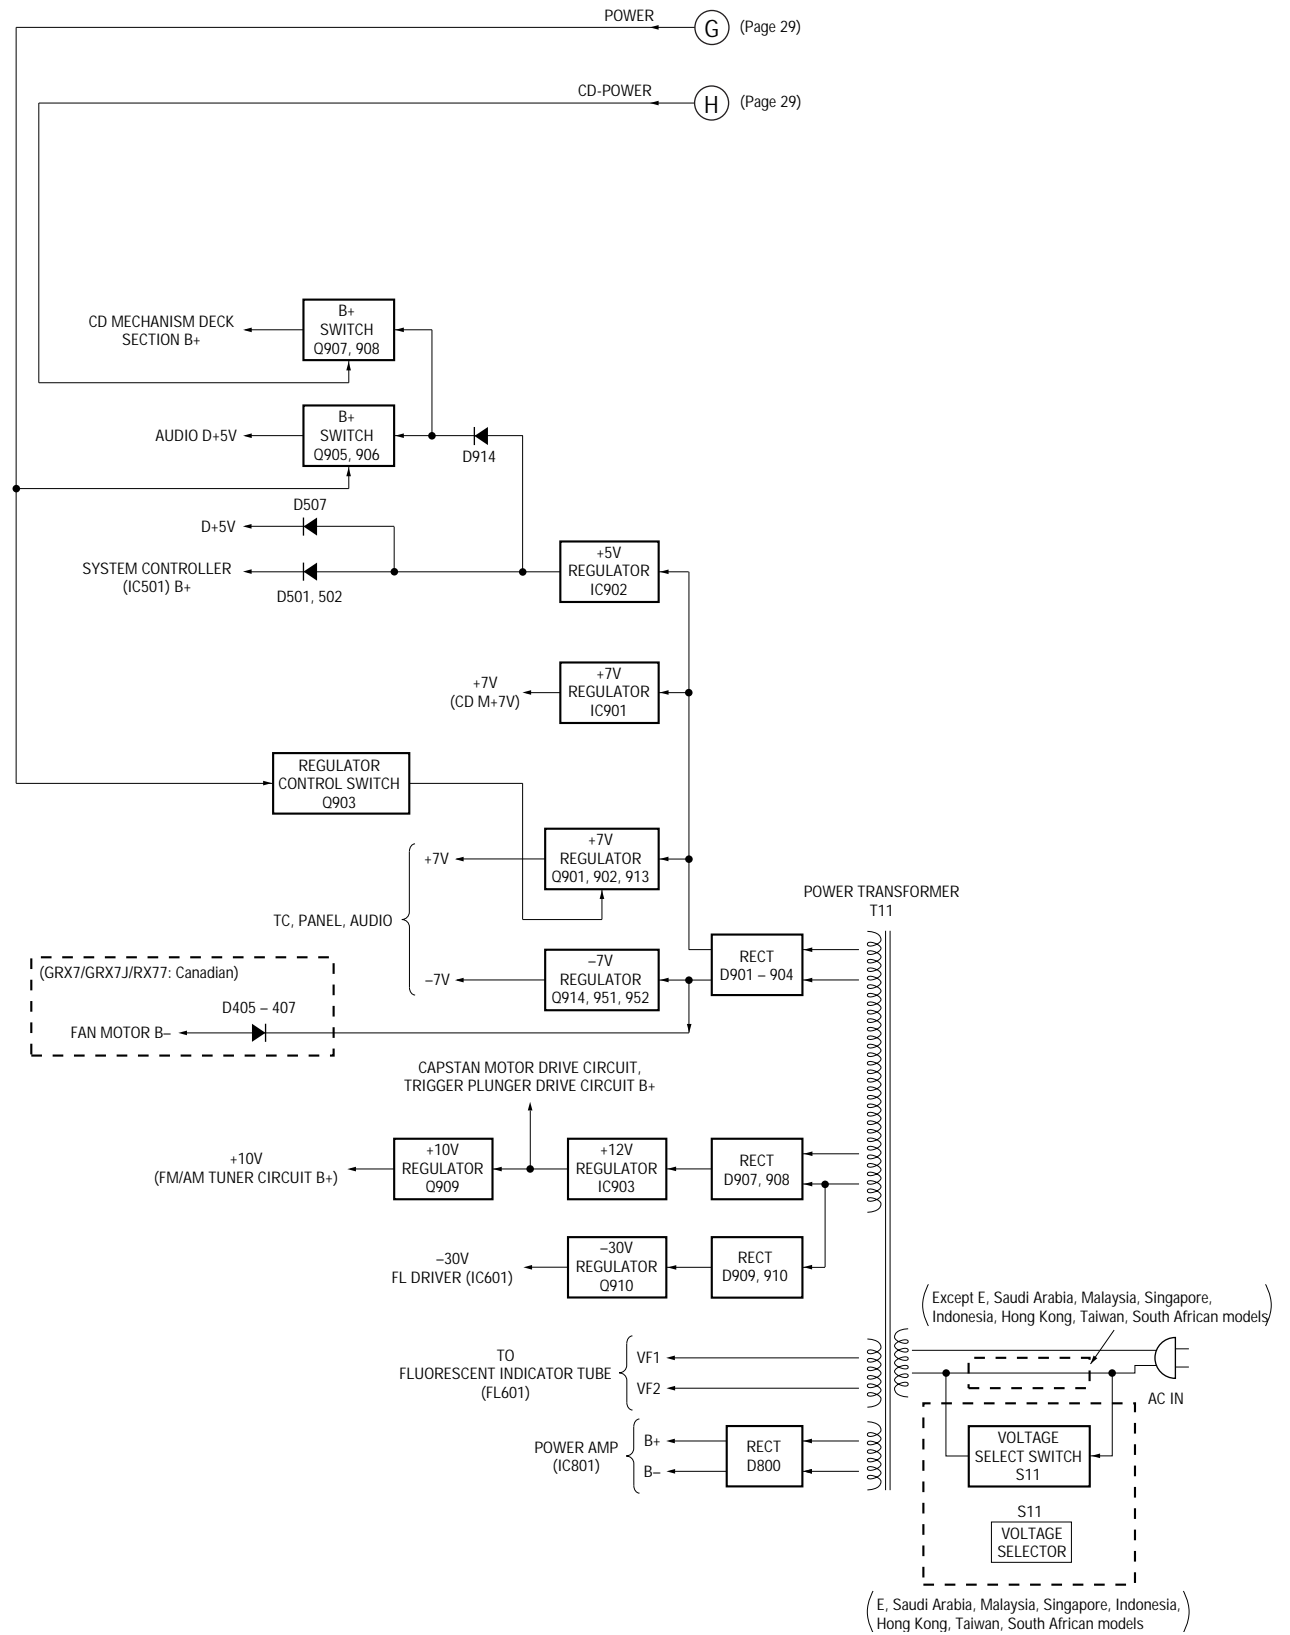 POWER
G
(Page 29)
CD-POWER
H
(Page 29)
B+
SWITCH
Q907, 908
CD MECHANISM DECK
SECTION B+
B+
SWITCH
Q905, 906
AUDIO D+5V
D914
D507
D+5V
SYSTEM CONTROLLER
(IC501) B+
D501, 502
+5V
REGULATOR
IC902
+7V
(CD M+7V)
+7V
REGULATOR
IC901
REGULATOR
CONTROL SWITCH
Q903
+7V
+7V
REGULATOR
Q901, 902, 913
TC, PANEL, AUDIO
POWER TRANSFORMER
T11
RECT
D901 – 904
–7V
–7V
REGULATOR
Q914, 951, 952
(GRX7/GRX7J/RX77: Canadian)
D405 – 407
FAN MOTOR B–
CAPSTAN MOTOR DRIVE CIRCUIT,
TRIGGER PLUNGER DRIVE CIRCUIT B+
+10V
(FM/AM TUNER CIRCUIT B+)
+10V
REGULATOR
Q909
+12V
REGULATOR
IC903
RECT
D907, 908
–30V
FL DRIVER (IC601)
–30V
REGULATOR
Q910
RECT
D909, 910
(Except E, Saudi Arabia, Malaysia, Singapore,
Indonesia, Hong Kong, Taiwan, South African models)
TO
FLUORESCENT INDICATOR TUBE
(FL601)
VF1
VF2
AC IN
POWER AMP
(IC801)
B+
B–
RECT
D800
VOLTAGE
SELECT SWITCH
S11
S11
VOLTAGE
SELECTOR
(E, Saudi Arabia, Malaysia, Singapore, Indonesia,
Hong Kong, Taiwan, South African models)